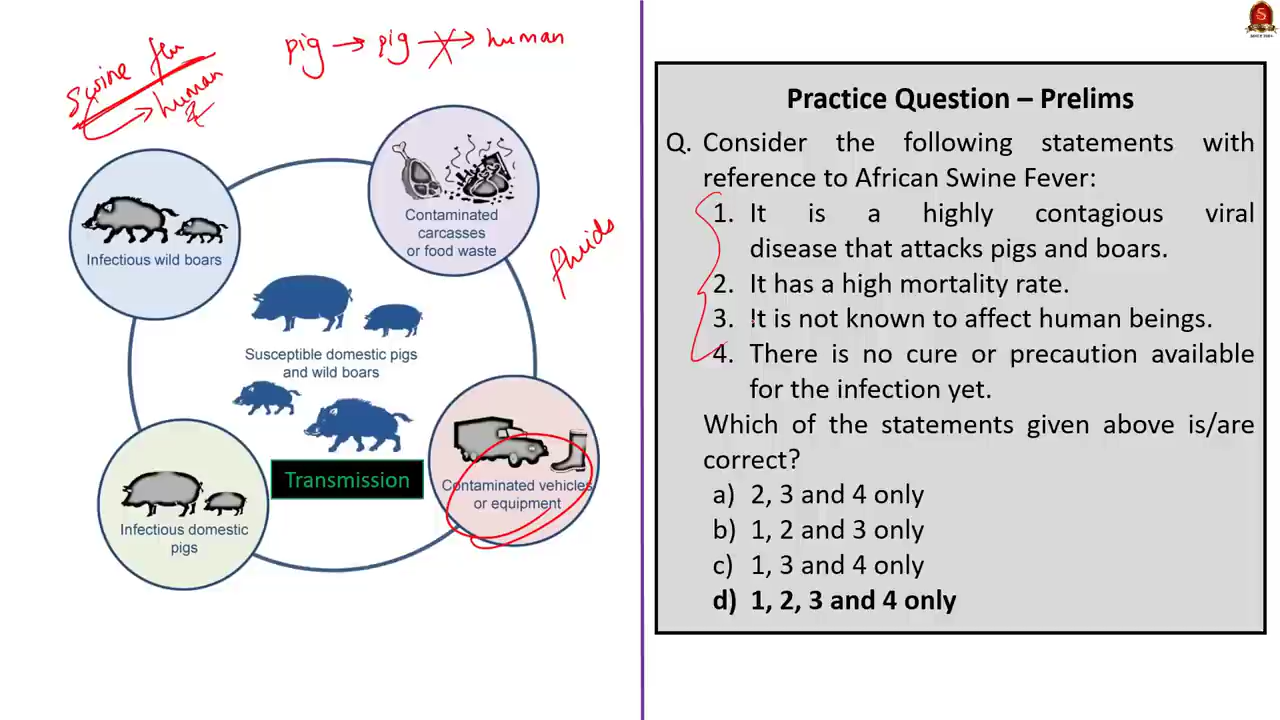 swine flu
human
pig → pig → human
Infectious wild boars
Contaminated
carcasses
or food waste
fluids
Susceptible domestic pigs
and wild boars
Transmission
Contaminated vehicles
or equipment
Infectious domestic
pigs
S
Practice Question – Prelims
Q. Consider the following statements with
reference to African Swine Fever:
1. It is a highly contagious viral
disease that attacks pigs and boars.
2. It has a high mortality rate.
3. It is not known to affect human beings.
4. There is no cure or precaution available
for the infection yet.
Which of the statements given above is/are
correct?
a) 2, 3 and 4 only
b) 1, 2 and 3 only
c) 1, 3 and 4 only
d) 1, 2, 3 and 4 only